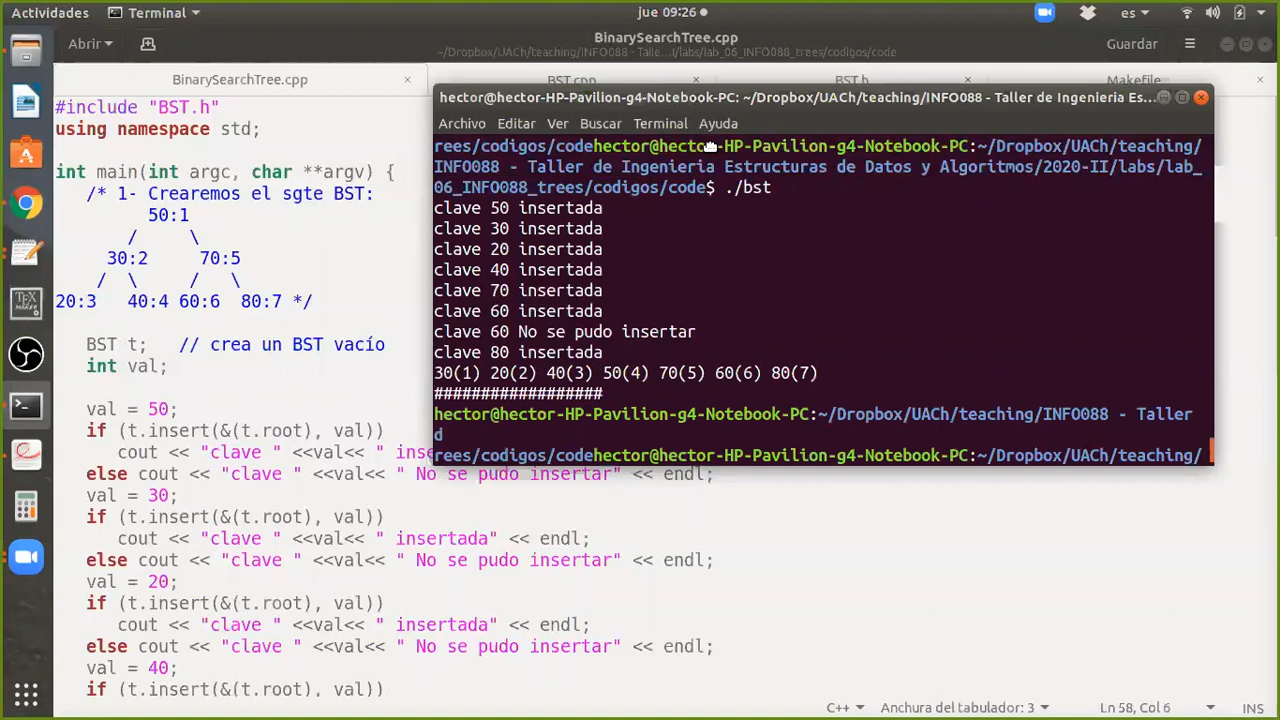 Actividades
Terminal
jue 09:26
es
Abrir
BinarySearchTree.cpp
~/Dropbox/UACh/teaching/INFO088 - Talle...I/labs/lab_06_INFO088_trees/codigos/code
Guardar
BinarySearchTree.cpp
BST.cpp
BST.h
Makefile
#include "BST.h"
using namespace std;
int main(int argc, char **argv) {
/* 1- Crearemos el sgte BST:
50:1
/ \
30:2 70:5
/ \ / \
20:3 40:4 60:6 80:7 */
BST t; // crea un BST vacío
int val;
val = 50;
if (t.insert(&(t.root), val))
cout << "clave " <<val<< " inse
else cout << "clave " <<val<< " No se pudo insertar" << endl;
val = 30;
if (t.insert(&(t.root), val))
cout << "clave " <<val<< " insertada" << endl;
else cout << "clave " <<val<< " No se pudo insertar" << endl;
val = 20;
if (t.insert(&(t.root), val))
cout << "clave " <<val<< " insertada" << endl;
else cout << "clave " <<val<< " No se pudo insertar" << endl;
val = 40;
if (t.insert(&(t.root), val))
hector@hector-HP-Pavilion-g4-Notebook-PC: ~/Dropbox/UACh/teaching/INFO088 - Taller de Ingenieria Es...
Archivo Editar Ver Buscar Terminal Ayuda
rees/codigos/codehector@hector-HP-Pavilion-g4-Notebook-PC:~/Dropbox/UACh/teaching/
INFO088 - Taller de Ingenieria Estructuras de Datos y Algoritmos/2020-II/labs/lab_
06_INFO088_trees/codigos/code$ ./bst
clave 50 insertada
clave 30 insertada
clave 20 insertada
clave 40 insertada
clave 70 insertada
clave 60 insertada
clave 60 No se pudo insertar
clave 80 insertada
30(1) 20(2) 40(3) 50(4) 70(5) 60(6) 80(7)
##################
hector@hector-HP-Pavilion-g4-Notebook-PC:~/Dropbox/UACh/teaching/INFO088 - Taller
d
rees/codigos/codehector@hector-HP-Pavilion-g4-Notebook-PC:~/Dropbox/UACh/teaching/
C++
Anchura del tabulador: 3
Ln 58, Col 6
INS